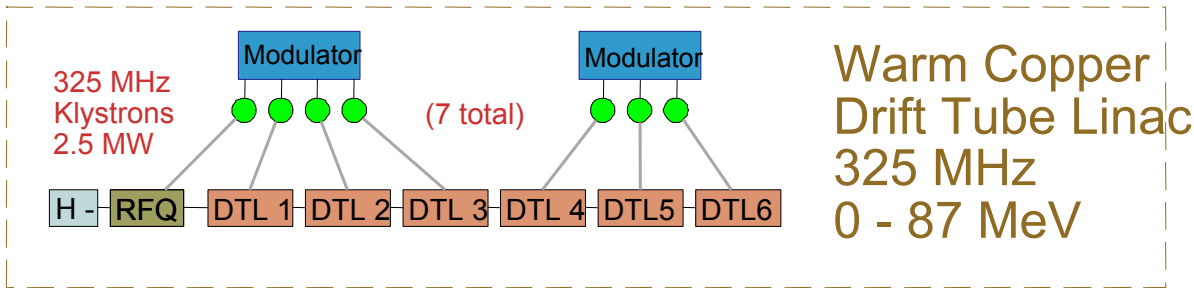 Modulator
Modulator
325 MHz
Klystrons
2.5 MW
(7 total)
H -
RFQ
DTL 1
DTL 2
DTL 3
DTL 4
DTL5
DTL6
Warm Copper
Drift Tube Linac
325 MHz
0 - 87 MeV